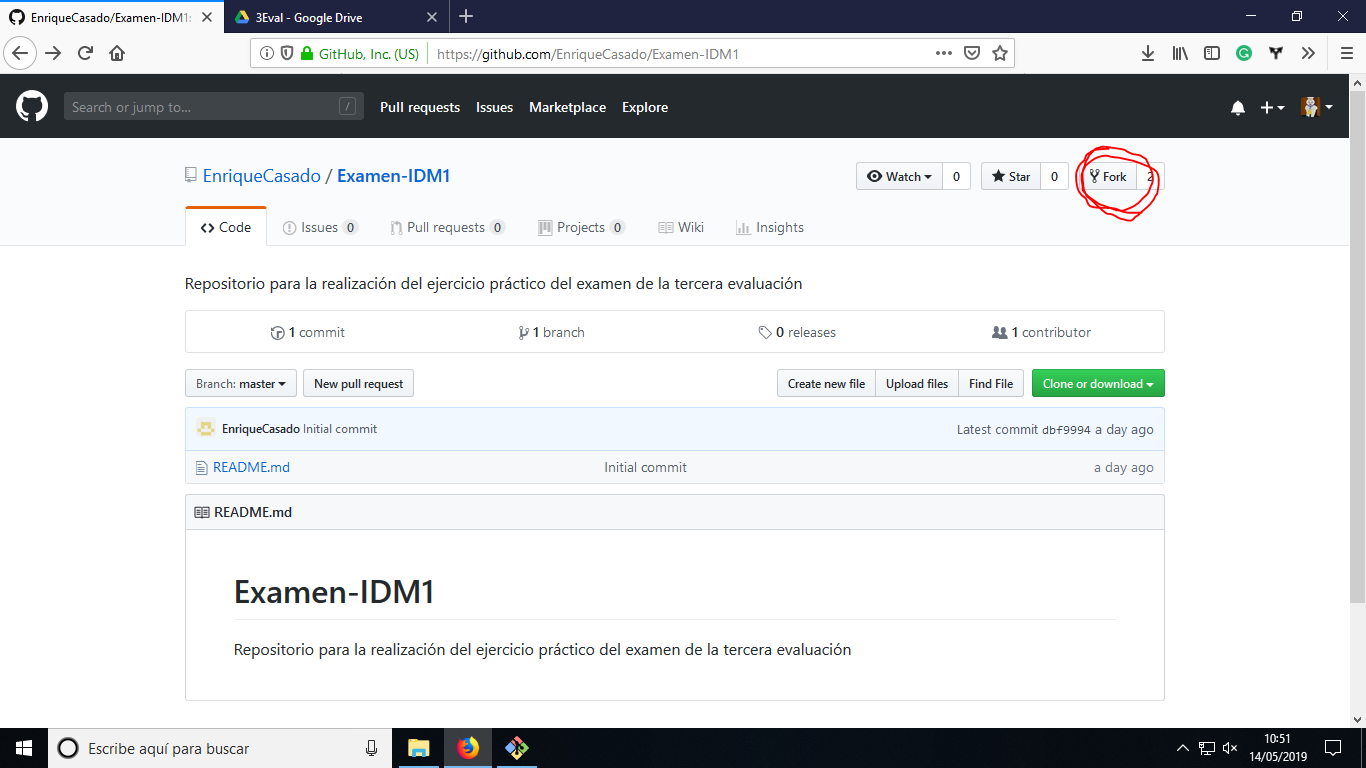 EnriqueCasado/Examen-IDM1:
3Eval - Google Drive
GitHub, Inc. (US)
https://github.com/EnriqueCasado/Examen-IDM1
Search or jump to...
/
Pull requests
Issues
Marketplace
Explore
EnriqueCasado / Examen-IDM1
Watch
0
Star
0
Fork
2
Code
Issues 0
Pull requests 0
Projects 0
Wiki
Insights
Repositorio para la realización del ejercicio práctico del examen de la tercera evaluación
1 commit
1 branch
0 releases
1 contributor
Branch: master
New pull request
Create new file
Upload files
Find File
Clone or download
EnriqueCasado Initial commit
Latest commit dbf9994 a day ago
README.md
Initial commit
a day ago
README.md
Examen-IDM1
Repositorio para la realización del ejercicio práctico del examen de la tercera evaluación
Escribe aquí para buscar
10:51
14/05/2019